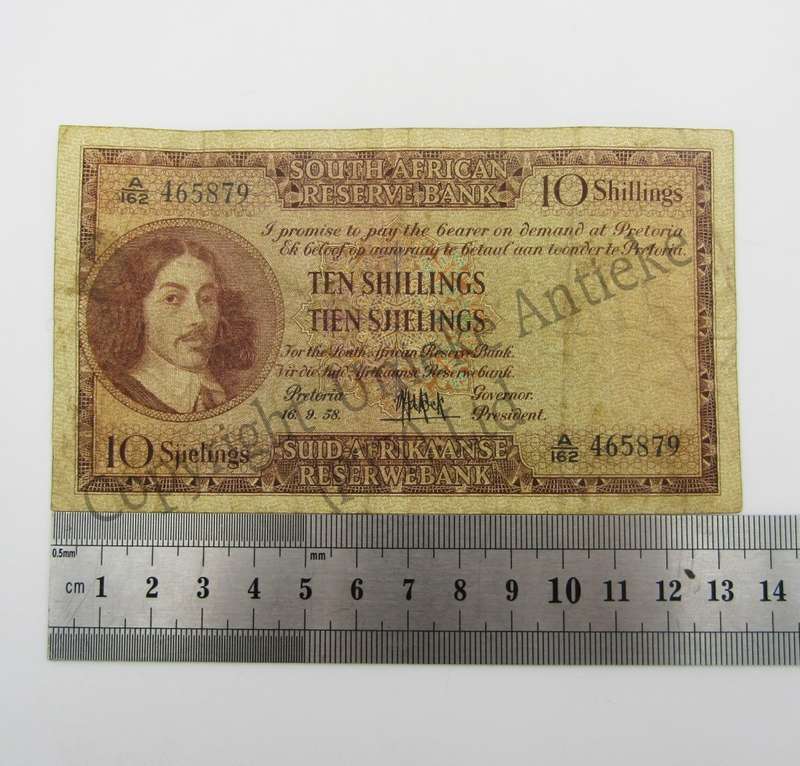 SOUTH AFRICAN
RESERVE BANK
A/162 465879
10 Shillings
I promise to pay the bearer on demand at Pretoria
Ek beloof op aanvraag te betaal aan toonder te Pretoria.
TEN SHILLINGS
TIEN SJIELINGS
For the South African Reserve Bank.
Vir die Suid-Afrikaanse Reserwebank.
Pretoria
Governor.
16. 9. 58.
President.
10 Sjielings
SUID-AFRIKAANSE
RESERWEBANK
A/162 465879
Copyright Antieke
0.5mm mm
cm 1 2 3 4 5 6 7 8 9 10 11 12 13 14